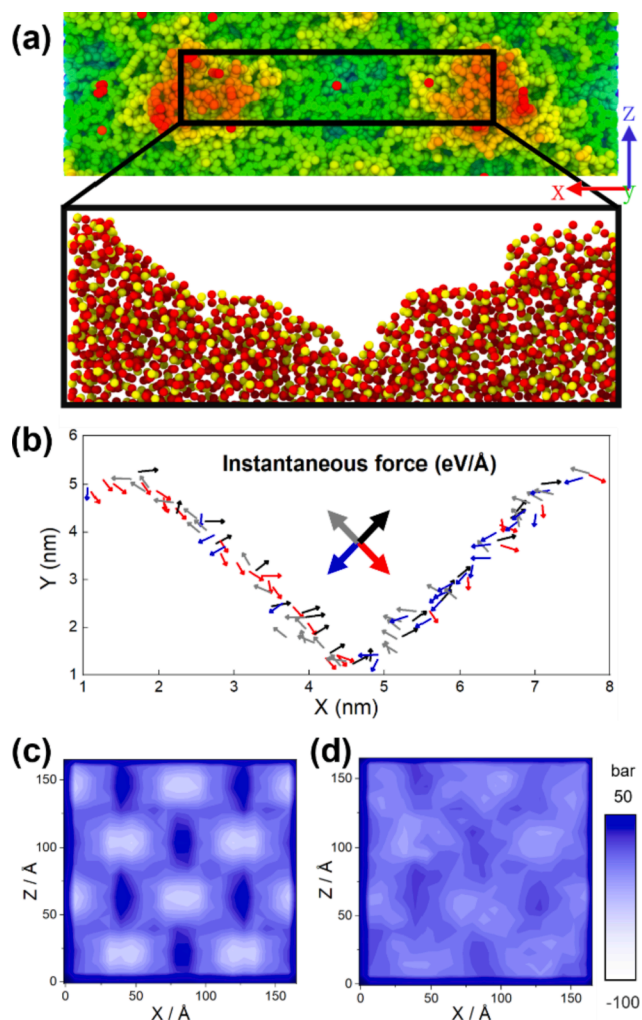 (a)
Z
X
y
(b)
Instantaneous force (eV/Å)
6
5
4
3
2
1
Y (nm)
1 2 3 4 5 6 7 8
X (nm)
(c)
150
100
50
0
Z / Å
0 50 100 150
X / Å
(d)
150
100
50
0
Z / Å
0 50 100 150
X / Å
bar
50
-100